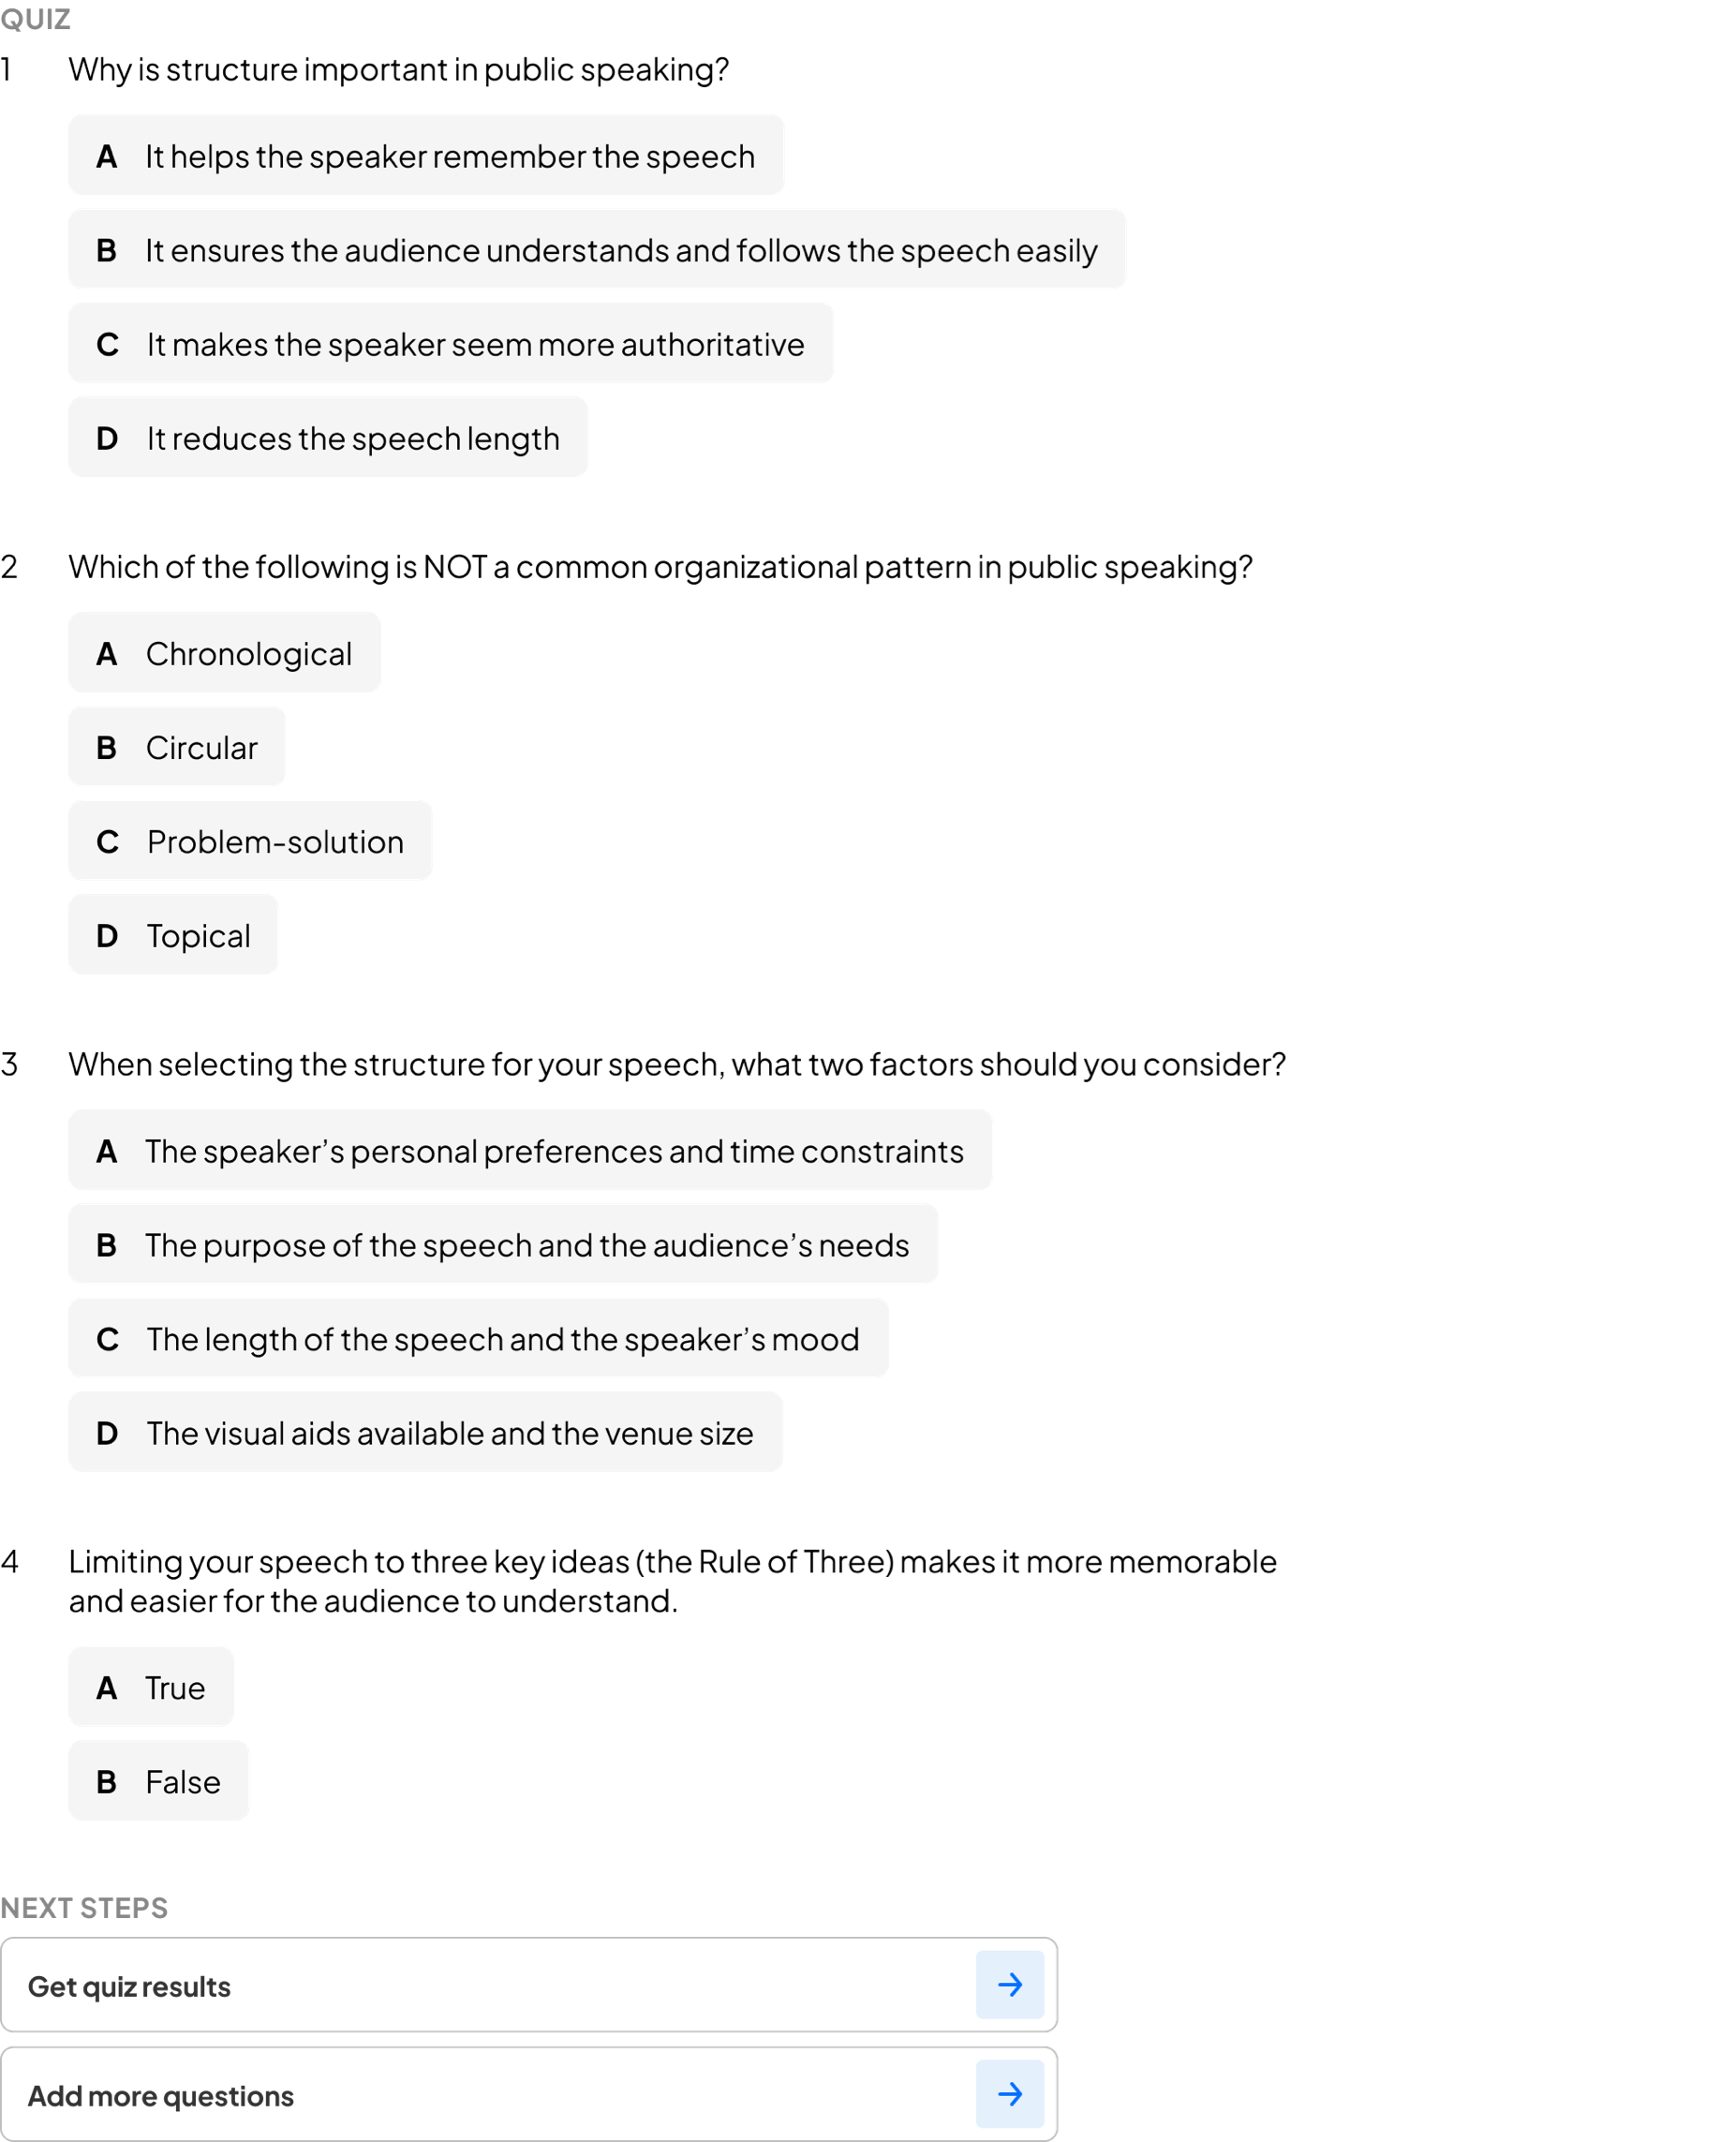 QUIZ
1 Why is structure important in public speaking?
A It helps the speaker remember the speech
B It ensures the audience understands and follows the speech easily
C It makes the speaker seem more authoritative
D It reduces the speech length
2 Which of the following is NOT a common organizational pattern in public speaking?
A Chronological
B Circular
C Problem-solution
D Topical
3 When selecting the structure for your speech, what two factors should you consider?
A The speaker’s personal preferences and time constraints
B The purpose of the speech and the audience’s needs
C The length of the speech and the speaker’s mood
D The visual aids available and the venue size
4 Limiting your speech to three key ideas (the Rule of Three) makes it more memorable
and easier for the audience to understand.
A True
B False
NEXT STEPS
Get quiz results
Add more questions